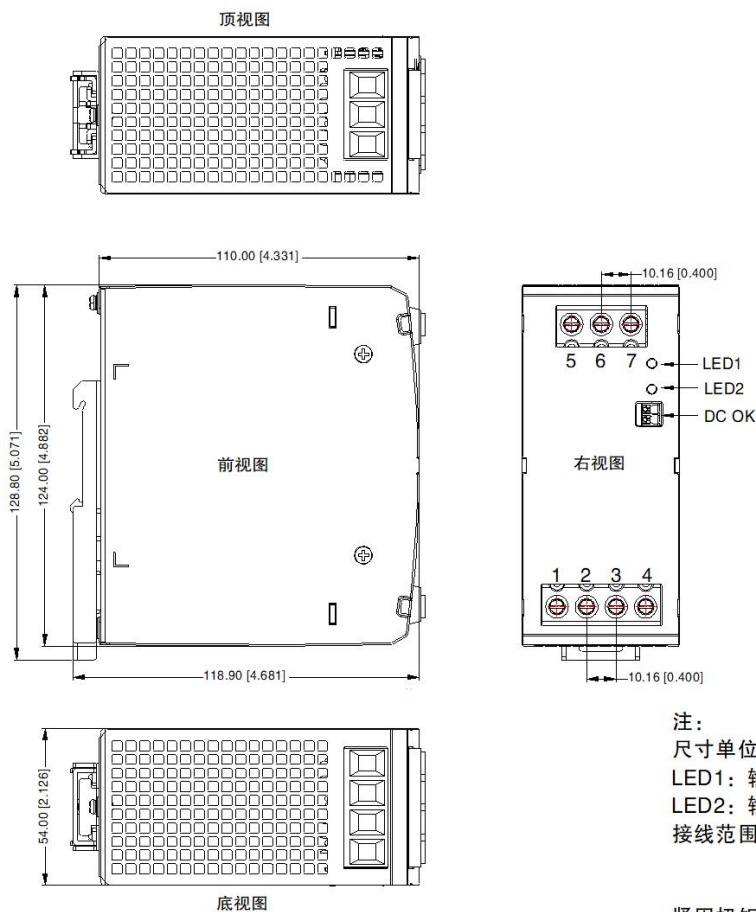 顶视图
110.00 [4.331]
10.16 [0.400]
5 6 7
LED1
LED2
DC OK
128.80 [5.071]
124.00 [4.882]
前视图
右视图
1 2 3 4
118.90 [4.681]
10.16 [0.400]
54.00 [2.126]
底视图
注:
尺寸单位
LED1: 输
LED2: 输
接线范围